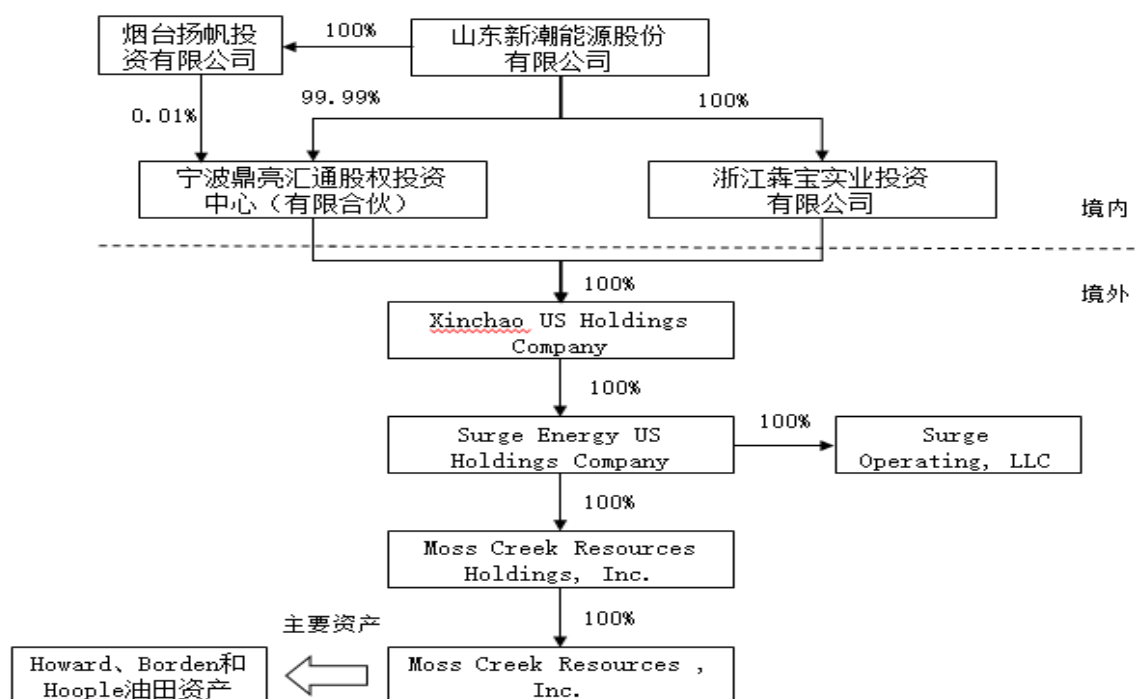 烟台扬帆投
资有限公司
100%
山东新潮能源股份
有限公司
0.01%
99.99%
100%
宁波鼎亮汇通股权投资
中心（有限合伙）
浙江犇宝实业投资
有限公司
境内
100%
境外
Xinchao US Holdings
Company
100%
Surge Energy US
Holdings Company
100%
Surge
Operating, LLC
100%
Moss Creek Resources
Holdings, Inc.
100%
主要资产
Howard、Borden和
Hoople油田资产
Moss Creek Resources ,
Inc.